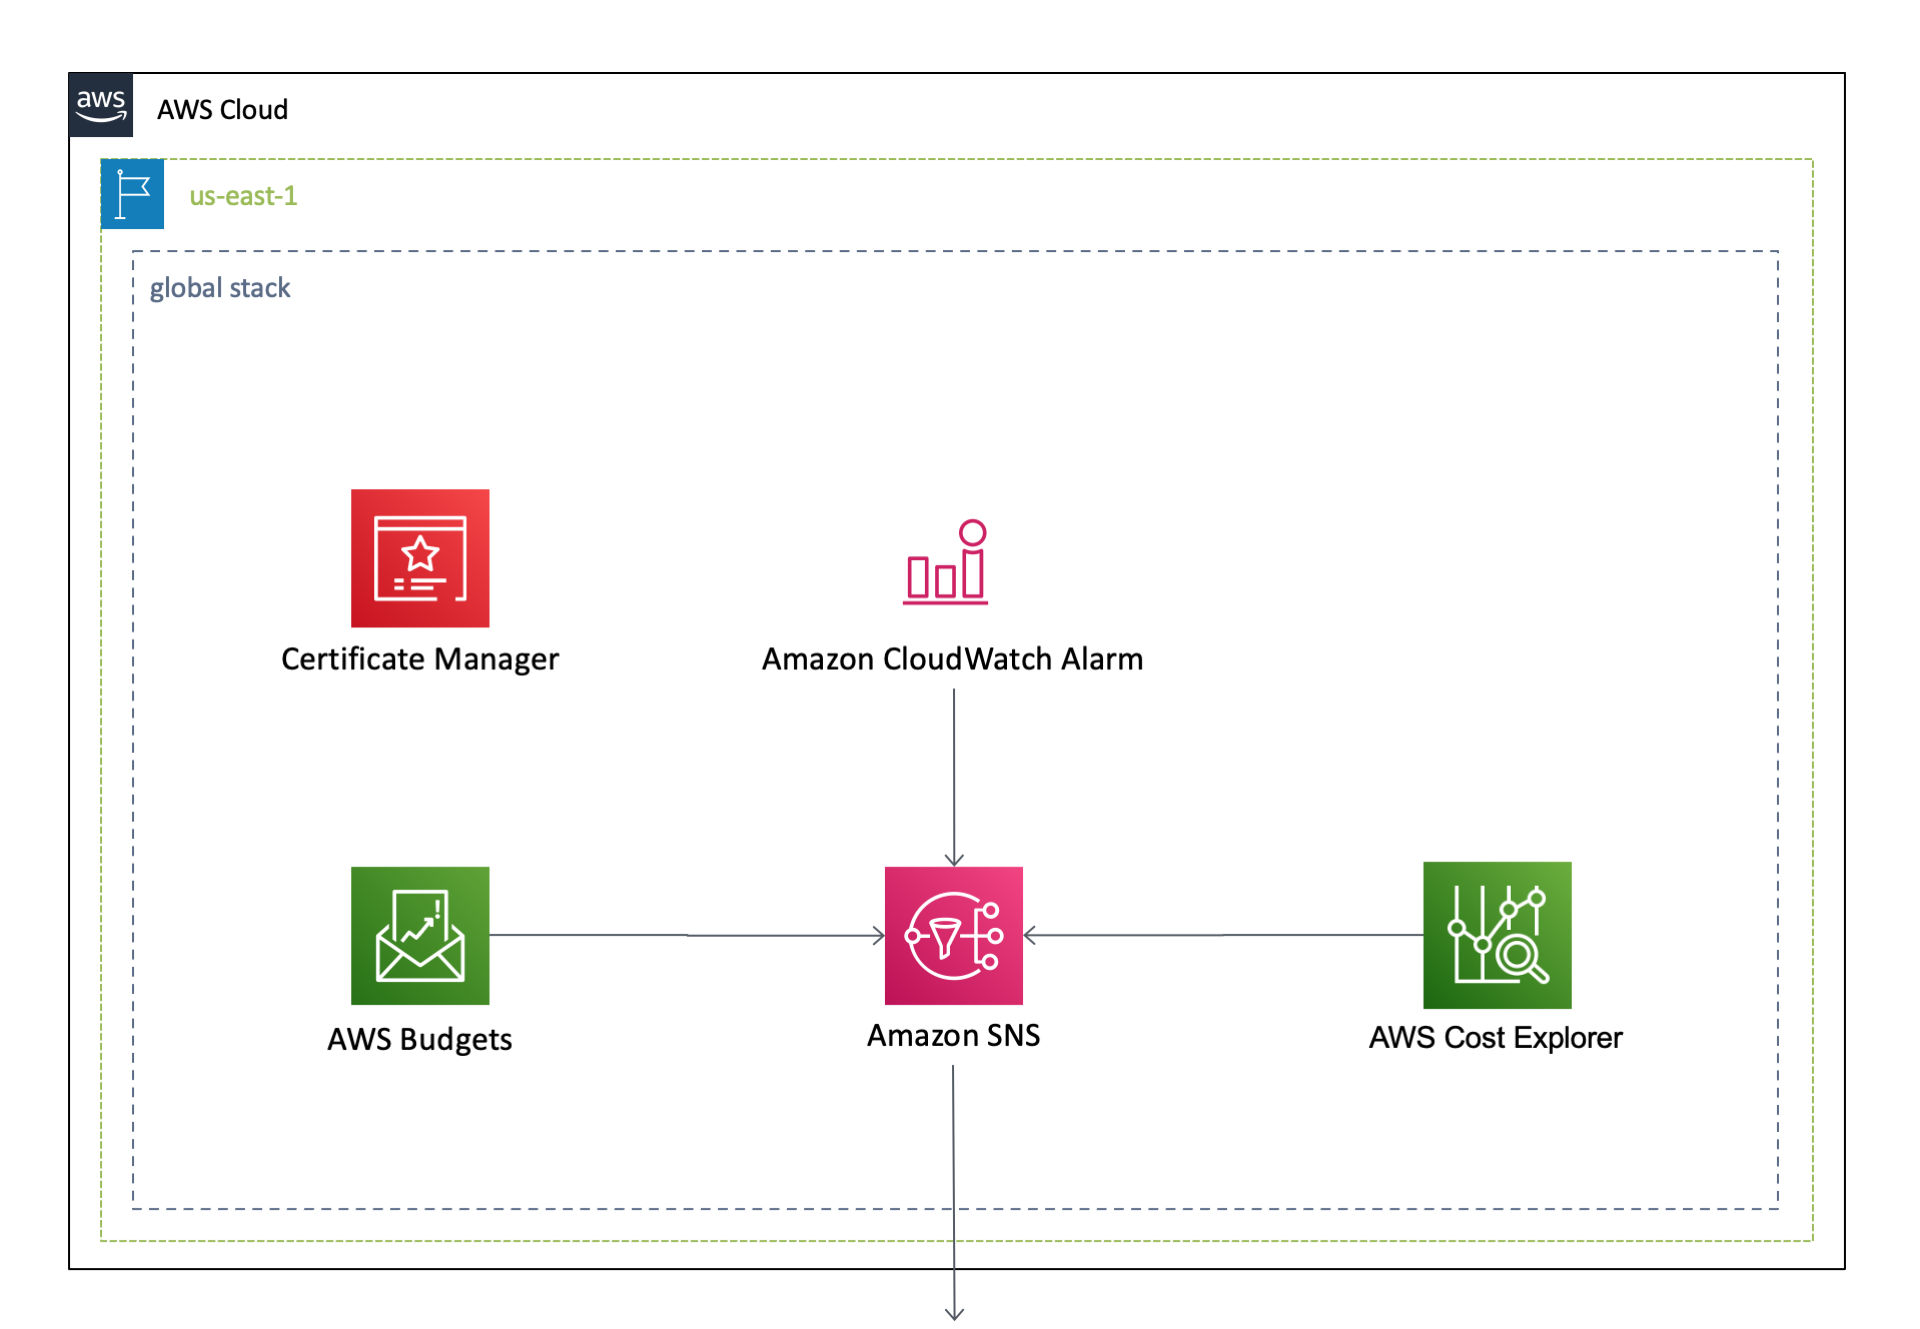 aws
AWS Cloud
us-east-1
global stack
Certificate Manager
Amazon CloudWatch Alarm
AWS Budgets
Amazon SNS
AWS Cost Explorer